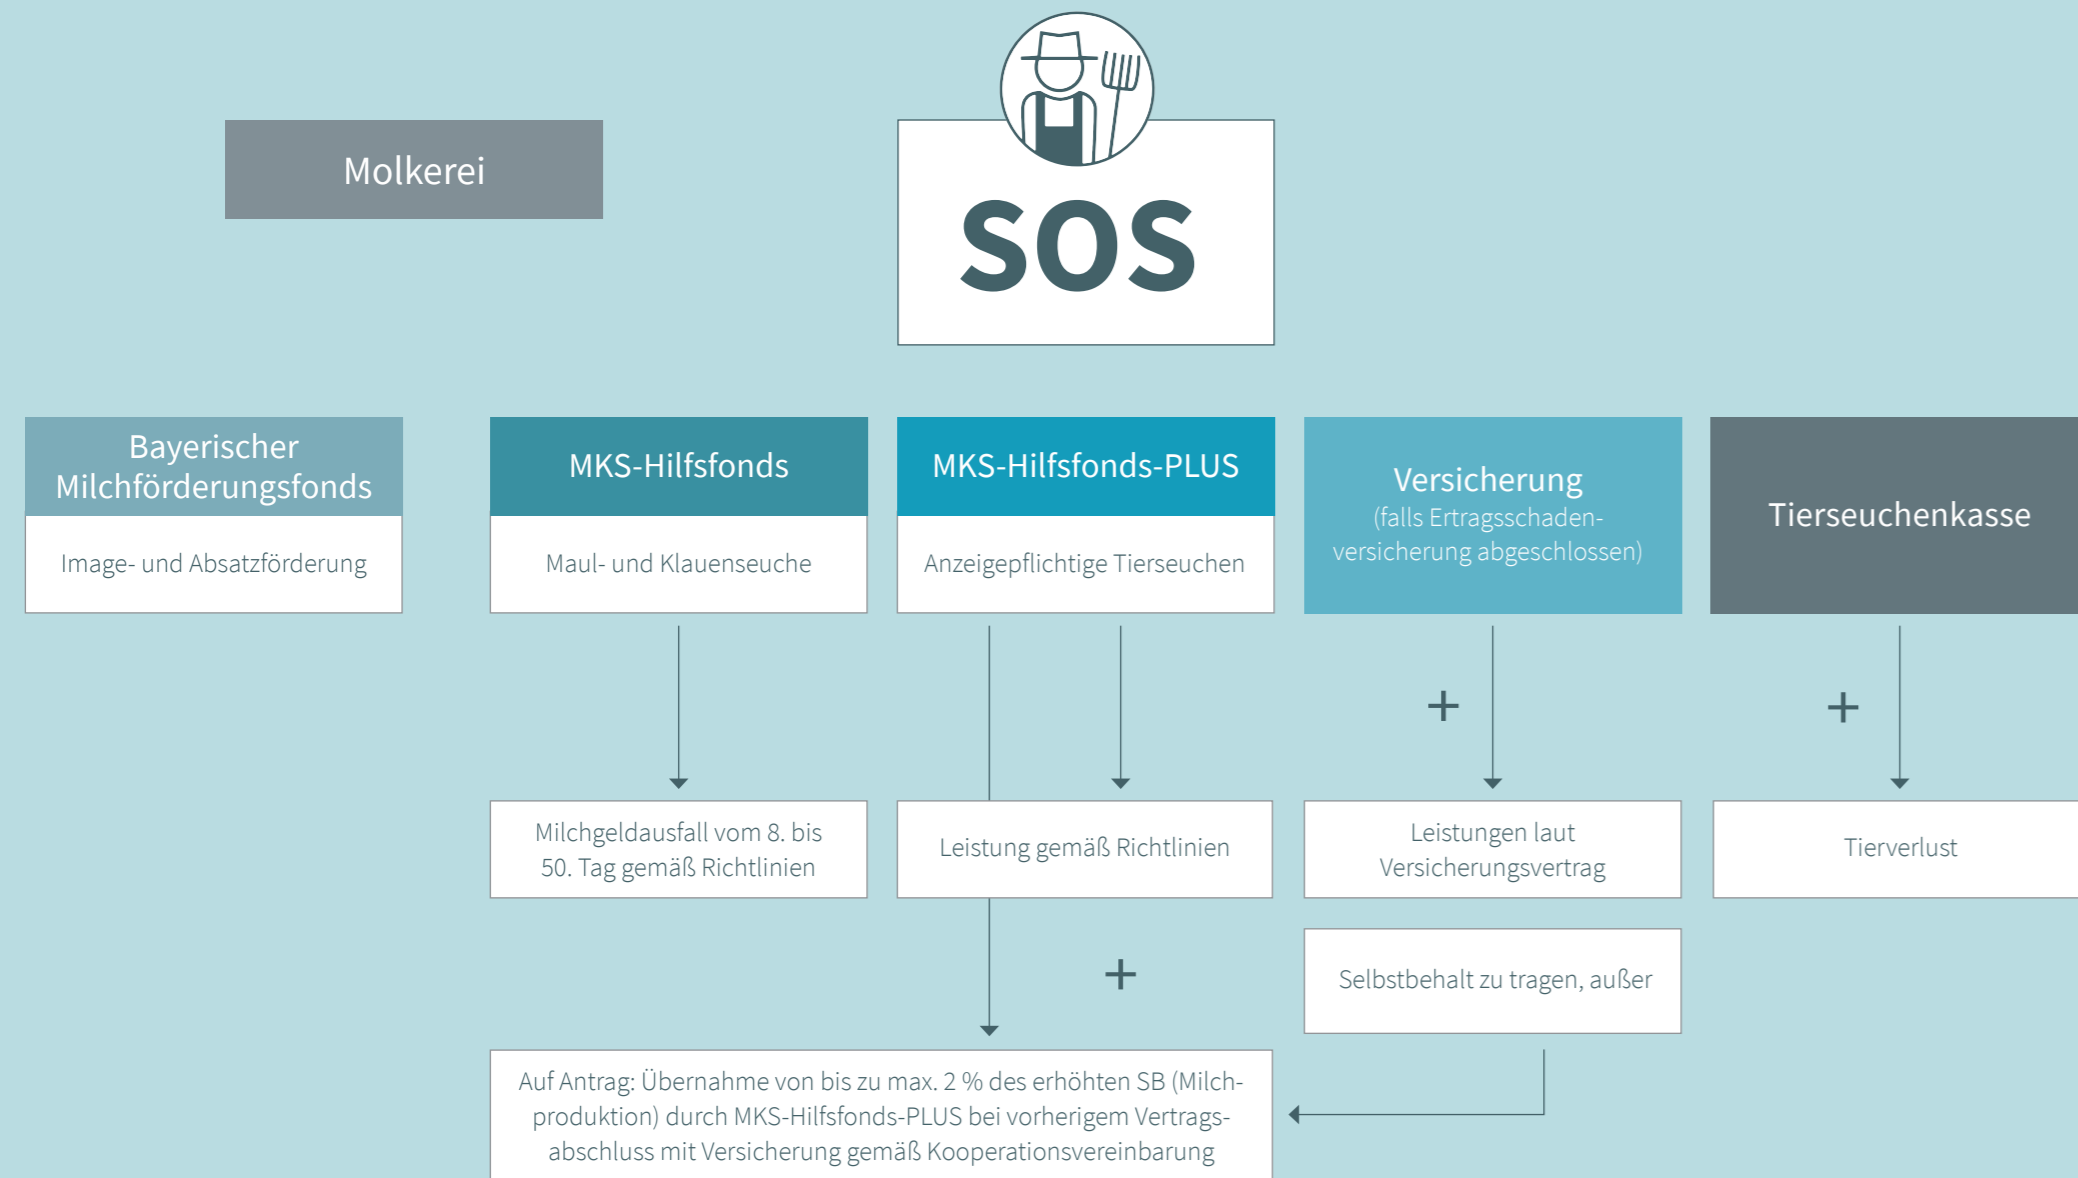 Molkerei
SOS
Bayerischer
Milchförderungsfonds
Image- und Absatzförderung
MKS-Hilfsfonds
Maul- und Klauenseuche
MKS-Hilfsfonds-PLUS
Anzeigepflichtige Tierseuchen
Versicherung
(falls Ertragsschaden-
versicherung abgeschlossen)
Tierseuchenkasse
+
+
Milchgeldausfall vom 8. bis
50. Tag gemäß Richtlinien
Leistung gemäß Richtlinien
Leistungen laut
Versicherungsvertrag
Tierverlust
+
Selbstbehalt zu tragen, außer
Auf Antrag: Übernahme von bis zu max. 2 % des erhöhten SB (Milch-
produktion) durch MKS-Hilfsfonds-PLUS bei vorherigem Vertrags-
abschluss mit Versicherung gemäß Kooperationsvereinbarung